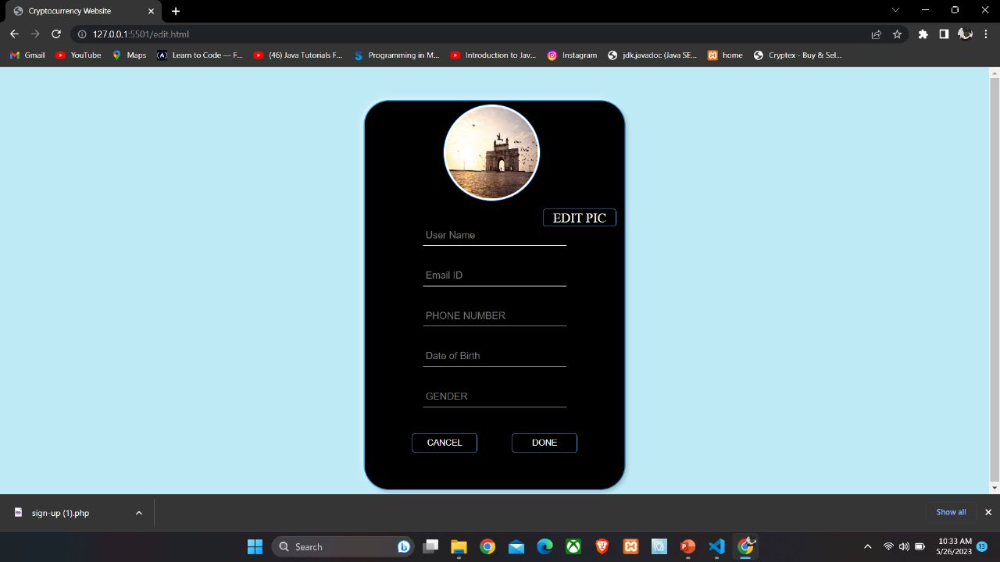 Cryptocurrency Website
127.0.0.1:5501/edit.html
Gmail YouTube Maps Learn to Code — F... (46) Java Tutorials F... Programming in M... Introduction to Jav... Instagram jdk.javadoc (Java SE... home Cryptex - Buy & Sel...
EDIT PIC
User Name
Email ID
PHONE NUMBER
Date of Birth
GENDER
CANCEL DONE
sign-up (1).php Show all
Search 10:33 AM
5/26/2023 13